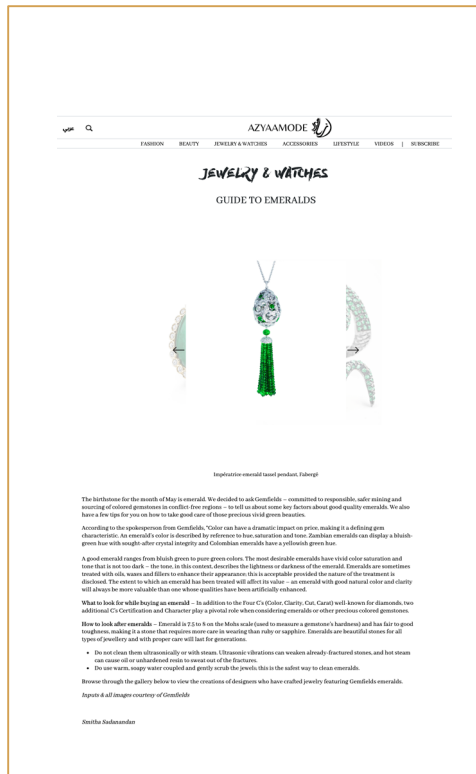 عربي
AZYAAMODE أزياء
FASHION BEAUTY JEWELRY & WATCHES ACCESSORIES LIFESTYLE VIDEOS | SUBSCRIBE
JEWELRY & WATCHES
GUIDE TO EMERALDS
Impératrice emerald tassel pendant, Fabergé
The birthstone for the month of May is emerald. We decided to ask Gemfields – committed to responsible, safer mining and
sourcing of colored gemstones in conflict-free regions – to tell us about some key factors about good quality emeralds. We also
have a few tips for you on how to take good care of those precious vivid green beauties.
According to the spokesperson from Gemfields, "Color can have a dramatic impact on price, making it a defining gem
characteristic. An emerald's color is described by reference to hue, saturation and tone. Zambian emeralds can display a bluish-
green hue with sought-after crystal integrity and Colombian emeralds have a yellowish green hue.
A good emerald ranges from bluish green to pure green colors. The most desirable emeralds have vivid color saturation and
tone that is not too dark – the tone, in this context, describes the lightness or darkness of the emerald. Emeralds are sometimes
treated with oils, waxes and fillers to enhance their appearance; this is acceptable provided the nature of the treatment is
disclosed. The extent to which an emerald has been treated will affect its value – an emerald with good natural color and clarity
will always be more valuable than one whose qualities have been artificially enhanced.
What to look for while buying an emerald – In addition to the Four C's (Color, Clarity, Cut, Carat) well-known for diamonds, two
additional C's Certification and Character play a pivotal role when considering emeralds or other precious colored gemstones.
How to look after emeralds – Emerald is 7.5 to 8 on the Mohs scale (used to measure a gemstone's hardness) and has fair to good
toughness, making it a stone that requires more care in wearing than ruby or sapphire. Emeralds are beautiful stones for all
types of jewellery and with proper care will last for generations.
• Do not clean them ultrasonically or with steam. Ultrasonic vibrations can weaken already-fractured stones, and hot steam
can cause oil or unhardened resin to sweat out of the fractures.
• Do use warm, soapy water coupled and gently scrub the jewels; this is the safest way to clean emeralds.
Browse through the gallery below to view the creations of designers who have crafted jewelry featuring Gemfields emeralds.
Inputs & all images courtesy of Gemfields
Smitha Sadanandan